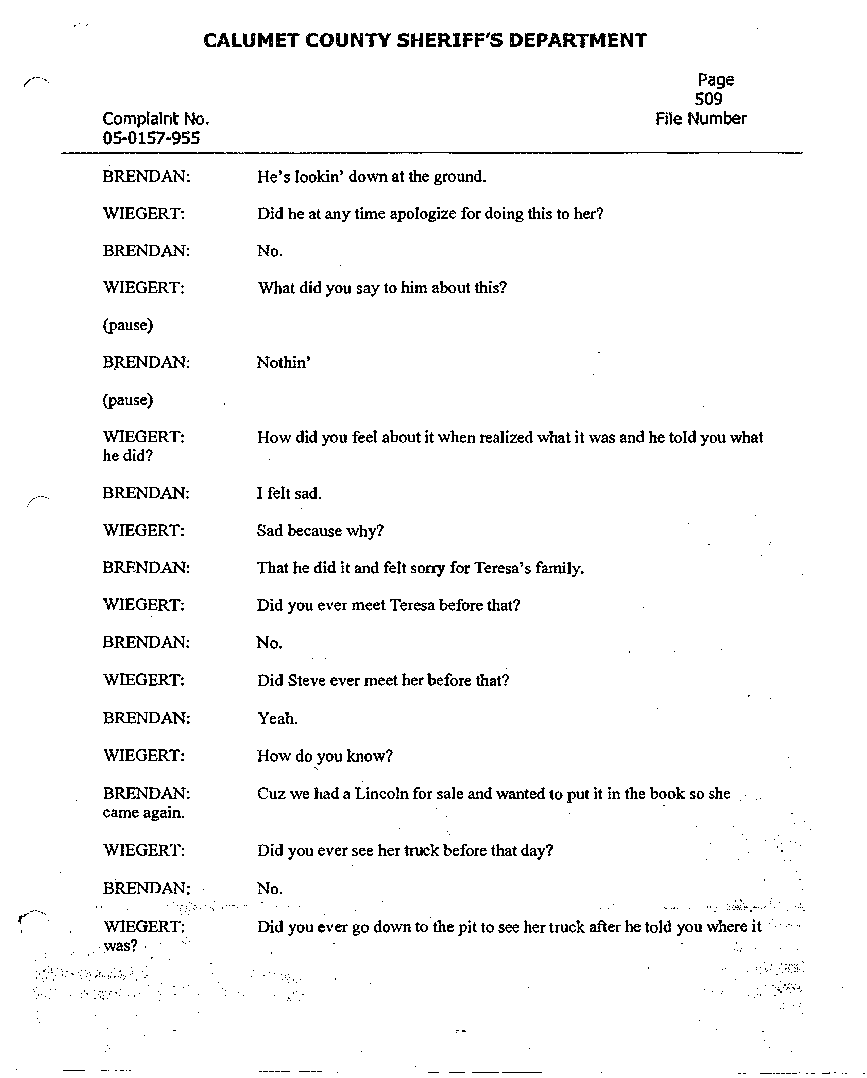 CALUMET COUNTY SHERIFF'S DEPARTMENT
Page
509
Complaint No. File Number
05-0157-955
BRENDAN: He's lookin' down at the ground.
WIEGERT: Did he at any time apologize for doing this to her?
BRENDAN: No.
WIEGERT: What did you say to him about this?
(pause)
BRENDAN: Nothin'
(pause)
WIEGERT: How did you feel about it when realized what it was and he told you what
he did?
BRENDAN: I felt sad.
WIEGERT: Sad because why?
BRENDAN: That he did it and felt sorry for Teresa's family.
WIEGERT: Did you ever meet Teresa before that?
BRENDAN: No.
WIEGERT: Did Steve ever meet her before that?
BRENDAN: Yeah.
WIEGERT: How do you know?
BRENDAN: Cuz we had a Lincoln for sale and wanted to put it in the book so she
came again.
WIEGERT: Did you ever see her truck before that day?
BRENDAN: No.
WIEGERT: Did you ever go down to the pit to see her truck after he told you where it
was?